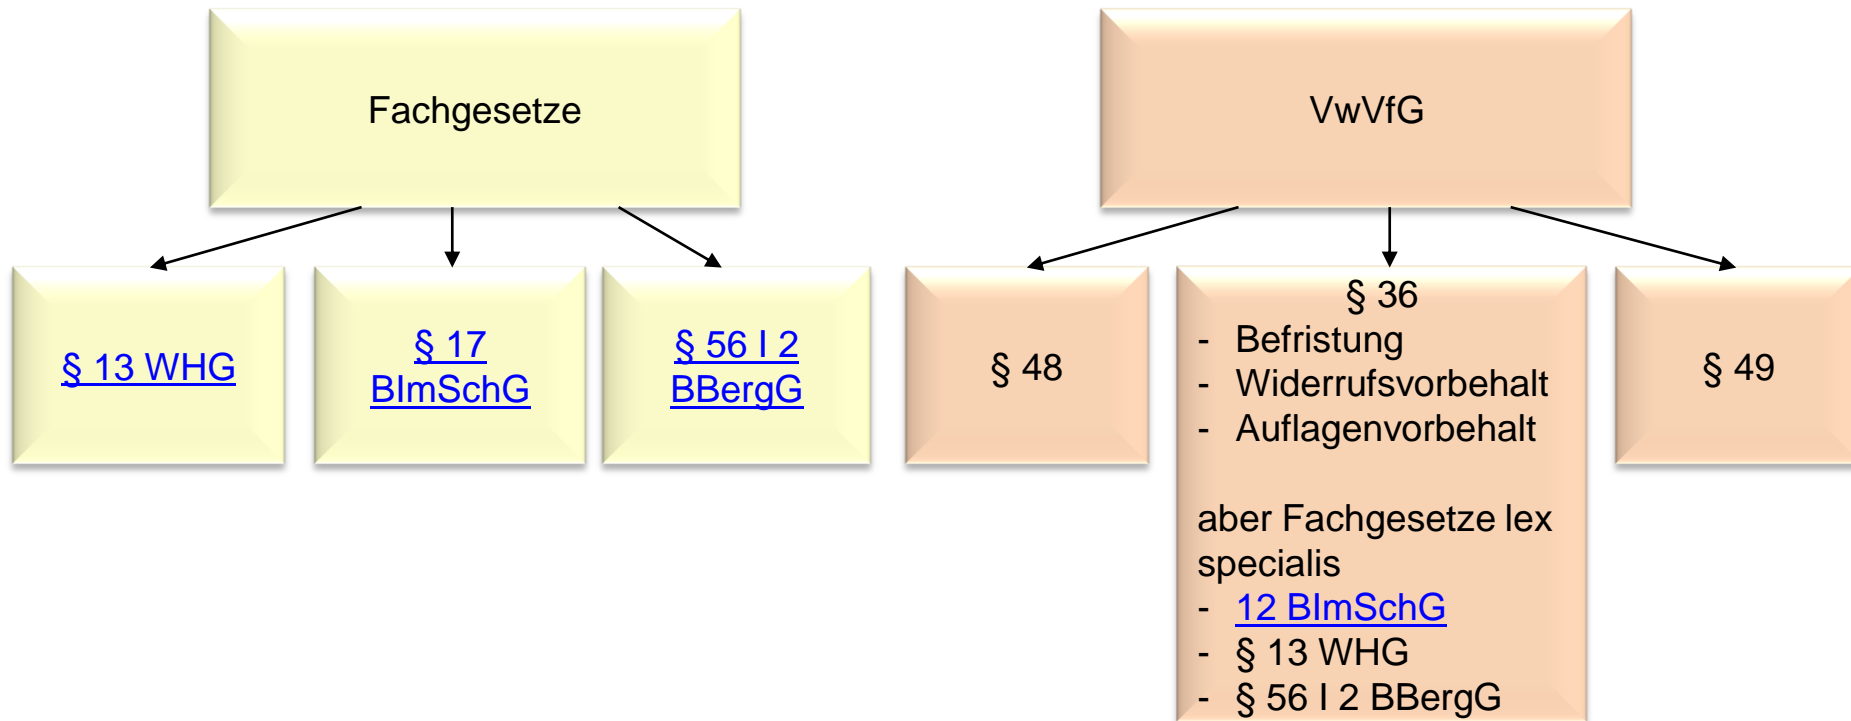 Fachgesetze
VwVfG
§ 13 WHG
§ 17
BImSchG
§ 56 I 2
BBergG
§ 48
§ 36
- Befristung
- Widerrufsvorbehalt
- Auflagenvorbehalt
aber Fachgesetze lex
specialis
- 12 BImSchG
- § 13 WHG
- § 56 I 2 BBergG
§ 49